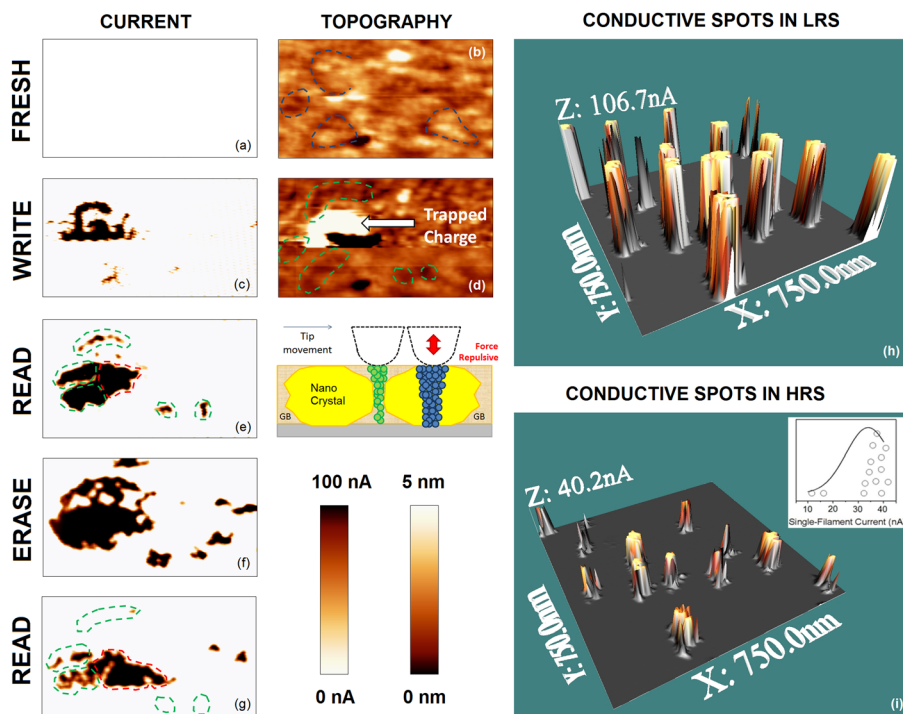 CURRENT
TOPOGRAPHY
CONDUCTIVE SPOTS IN LRS
FRESH
(a)
(b)
Z: 106.7nA
Y: 750.0nm
X: 750.0nm
(h)
WRITE
(c)
Trapped
Charge
(d)
READ
(e)
Tip
movement
Force
Repulsive
Nano
Crystal
GB
GB
CONDUCTIVE SPOTS IN HRS
ERASE
(f)
100 nA
5 nm
0 nA
0 nm
READ
(g)
Z: 40.2nA
10
20
30
40
Single-Filament Current (nA
Y: 750.0nm
X: 750.0nm
(i)